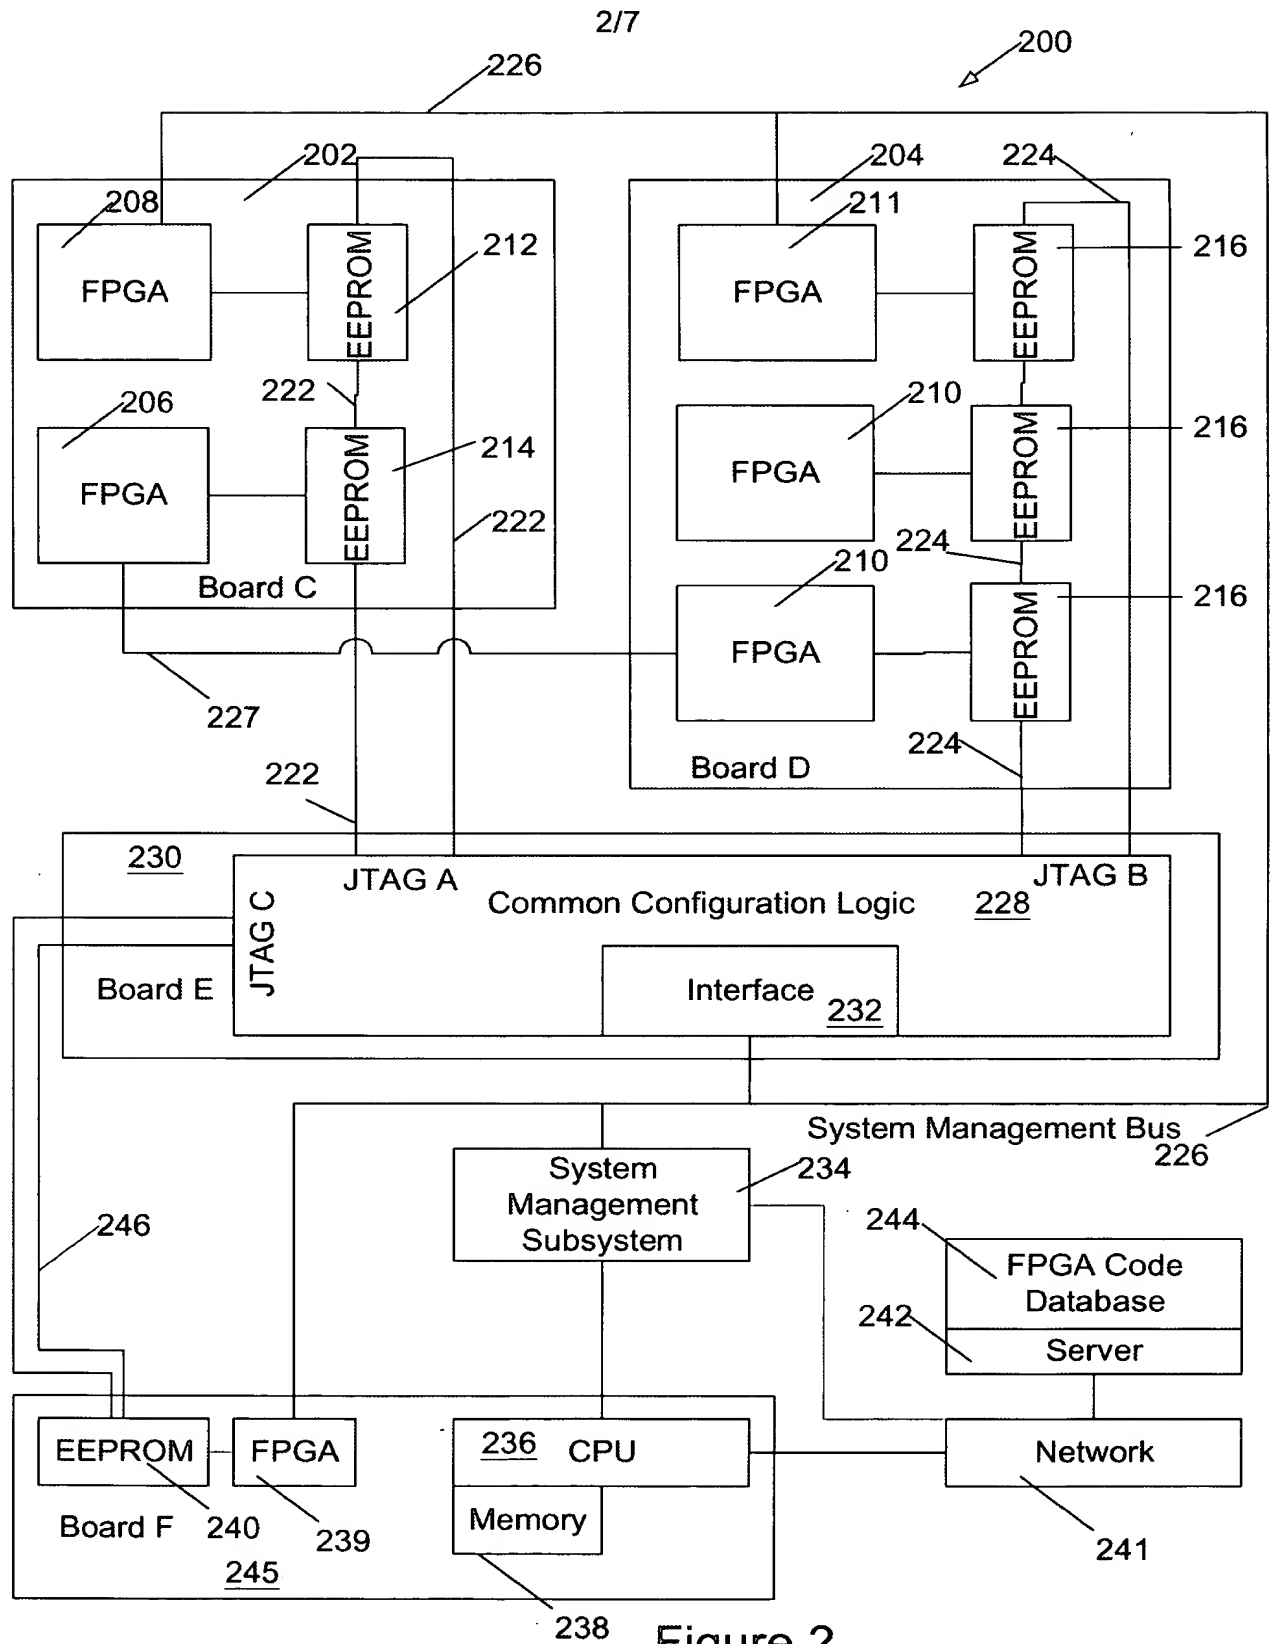 2/7
200
226
202
204
224
208
211
FPGA
EEPROM
212
FPGA
EEPROM
216
222
206
210
FPGA
EEPROM
214
FPGA
EEPROM
216
222
224
210
Board C
FPGA
EEPROM
216
227
224
Board D
222
230
JTAG A
JTAG B
JTAG C
Common Configuration Logic
228
Board E
Interface
232
System Management Bus
226
System
Management
Subsystem
234
246
244
FPGA Code
Database
242
Server
EEPROM
FPGA
236
CPU
Network
Board F
240
239
Memory
241
245
238
Figure 2